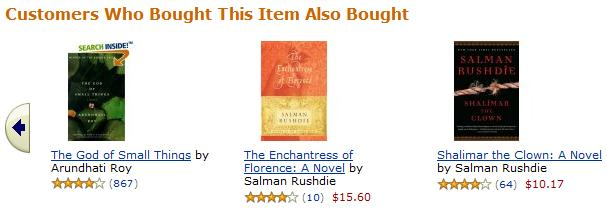 Customers Who Bought This Item Also Bought
SEARCH INSIDE!™
THE GOD
OF
SMALL THINGS
ARUNDHATI
ROY
The God of Small Things by
Arundhati Roy
(867)
The
Enchantress
of Florence
SALMAN
RUSHDIE
The Enchantress of
Florence: A Novel by
Salman Rushdie
(10) $15.60
SALMAN
RUSHDIE
SHALIMAR
THE
CLOWN
Shalimar the Clown: A Novel
by Salman Rushdie
(64) $10.17